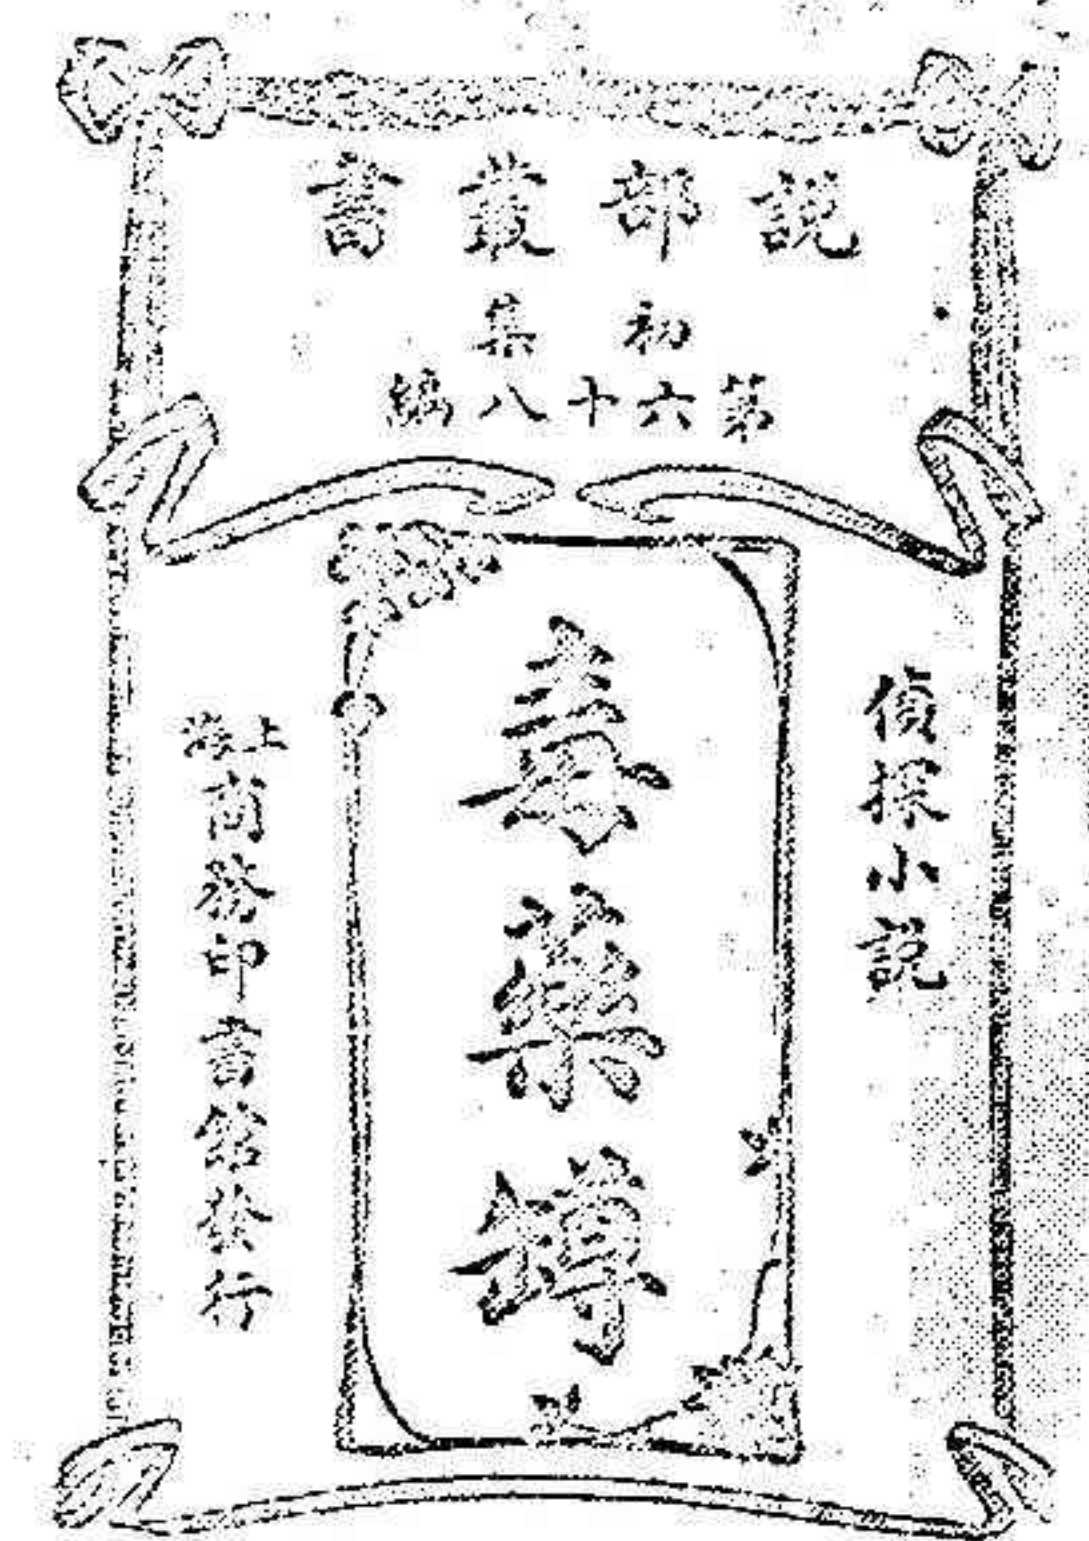 說部叢書
初集
第六十八編
偵探小說
毒藥罇
上海商務印書館發行